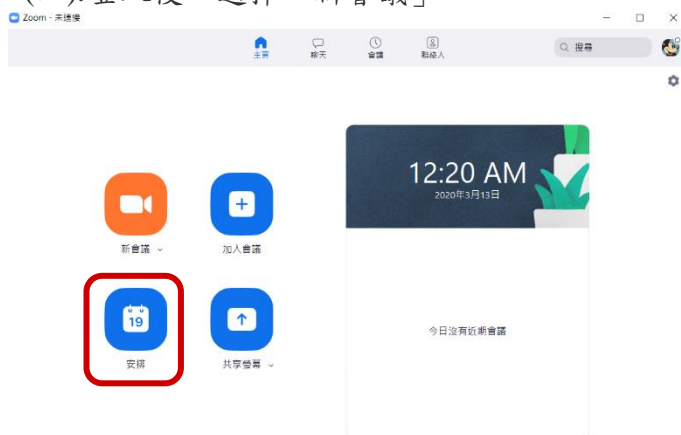 Zoom - 未連接
主頁
聊天
會議
聯絡人
搜尋
新會議
加入會議
19
安排
共享螢幕
12:20 AM
2020年3月13日
今日沒有近期會議